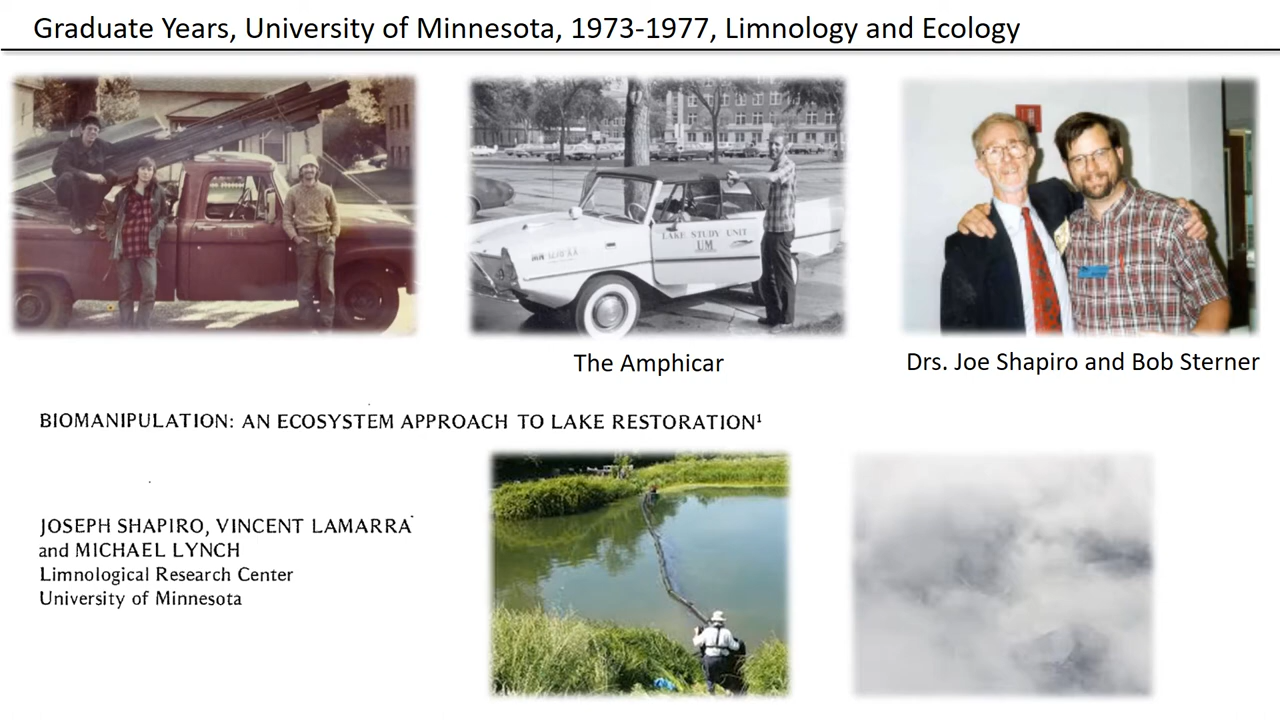 Graduate Years, University of Minnesota, 1973-1977, Limnology and Ecology
LAKE STUDY UNIT
UM
The Amphicar
Drs. Joe Shapiro and Bob Sterner
BIOMANIPULATION: AN ECOSYSTEM APPROACH TO LAKE RESTORATION¹
JOSEPH SHAPIRO, VINCENT LAMARRA
and MICHAEL LYNCH
Limnological Research Center
University of Minnesota